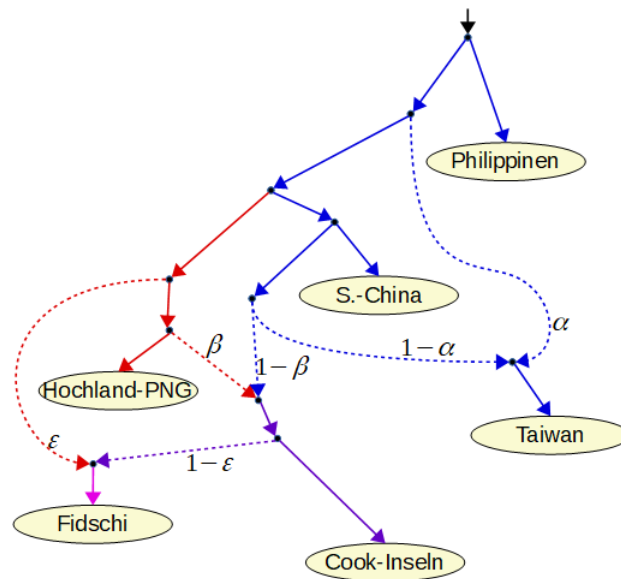 Philippinen
S.-China
α
β
1−α
1−β
Hochland-PNG
Taiwan
ε
1−ε
Fidschi
Cook-Inseln